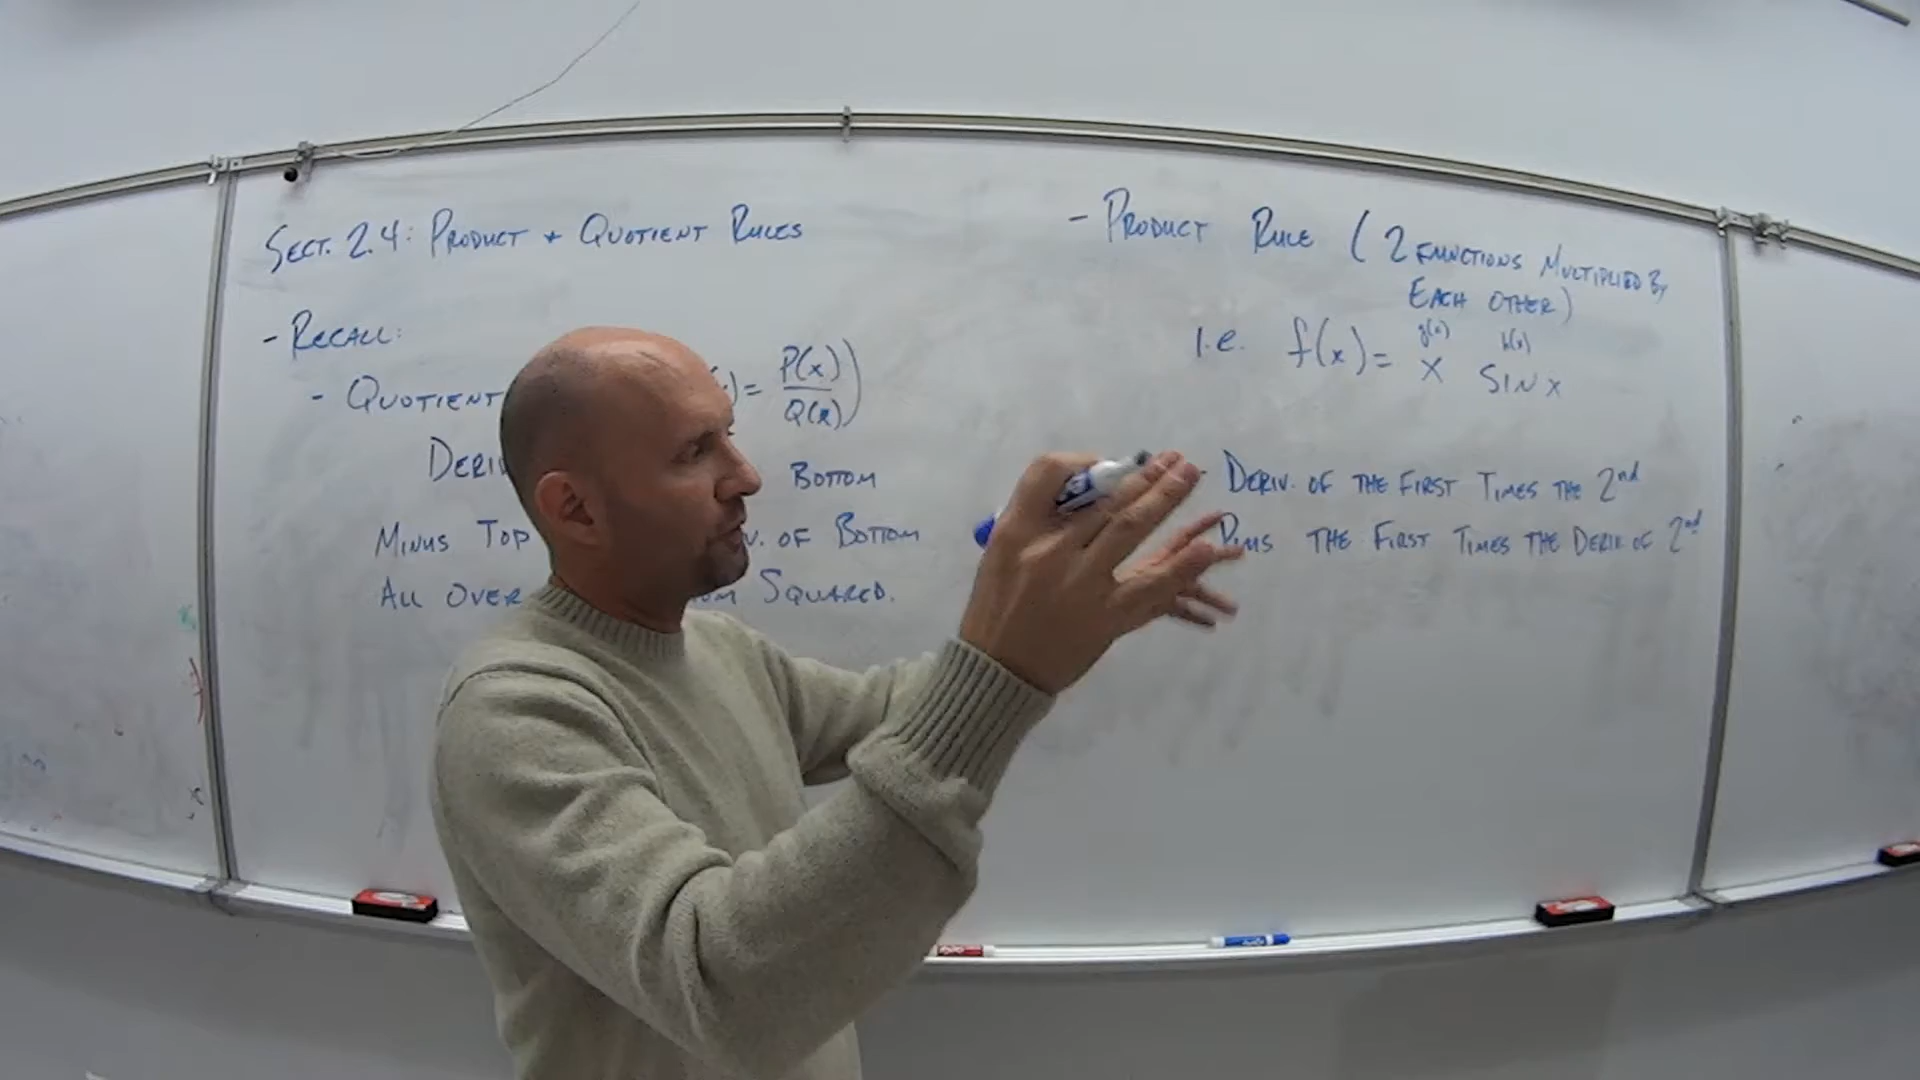 Sect. 2.4: Product + Quotient Rules
- Recall:
- Quotient )= P(x)
Q(x) )
Deriv Bottom
Minus Top v. of Bottom
All Over om Squared.
- Product Rule ( 2 functions Multiplied By
Each other)
g(x) h(x)
I.e. f(x)= x sin x
- Deriv. of the First Times the 2nd
Plus the First Times the Deriv of 2nd